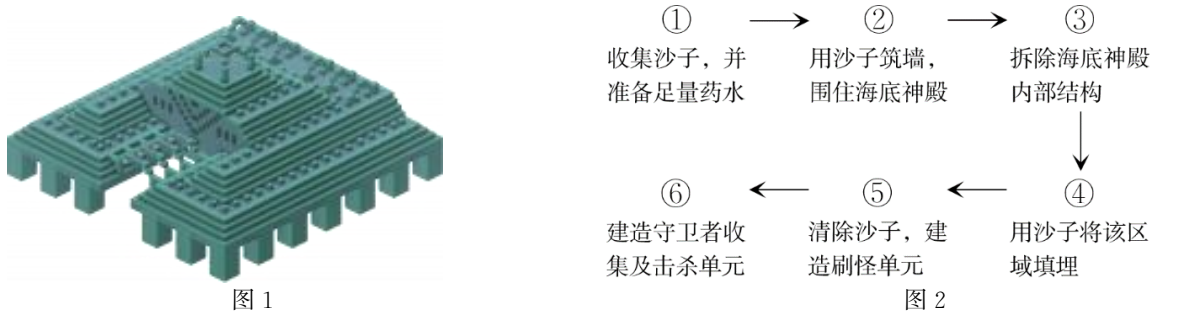 ① → ② → ③
收集沙子，并
准备足量药水
用沙子筑墙，
围住海底神殿
拆除海底神殿
内部结构
⑥ ← ⑤ ← ④
建造守卫者收
集及击杀单元
清除沙子，建
造刷怪单元
用沙子将该区
域填埋
图 1
图 2